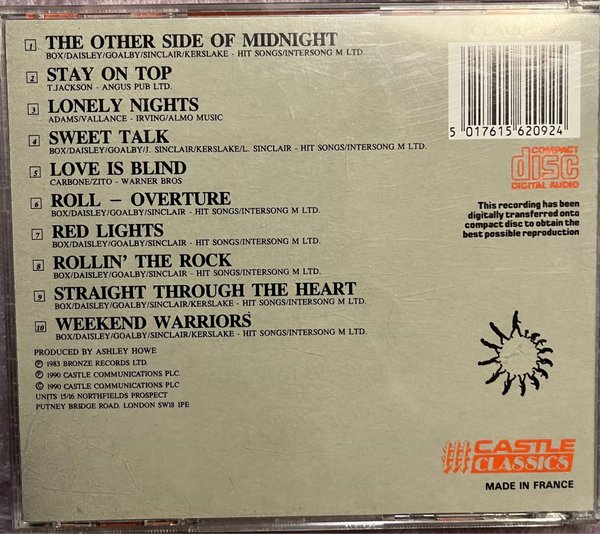 1 THE OTHER SIDE OF MIDNIGHT
BOX/DAISLEY/GOALBY/SINCLAIR/KERSLAKE - HIT SONGS/INTERSONG M LTD.
2 STAY ON TOP
T.JACKSON - ANGUS PUB LTD.
3 LONELY NIGHTS
ADAMS/VALLANCE - IRVING/ALMO MUSIC
4 SWEET TALK
BOX/DAISLEY/GOALBY/J. SINCLAIR/KERSLAKE/L. SINCLAIR - HIT SONGS/INTERSONG M LTD.
5 LOVE IS BLIND
CARBONE/ZITO - WARNER BROS
6 ROLL – OVERTURE
BOX/DAISLEY/GOALBY/SINCLAIR - HIT SONGS/INTERSONG M LTD.
7 RED LIGHTS
BOX/DAISLEY/GOALBY/SINCLAIR - HIT SONGS/INTERSONG M LTD.
8 ROLLIN' THE ROCK
BOX/DAISLEY/GOALBY/SINCLAIR - HIT SONGS/INTERSONG M LTD.
9 STRAIGHT THROUGH THE HEART
BOX/DAISLEY/GOALBY/SINCLAIR/KERSLAKE - HIT SONGS/INTERSONG M LTD.
10 WEEKEND WARRIORS
BOX/DAISLEY/GOALBY/SINCLAIR/KERSLAKE - HIT SONGS/INTERSONG M LTD.
PRODUCED BY ASHLEY HOWE
℗ 1983 BRONZE RECORDS LTD.
℗ 1990 CASTLE COMMUNICATIONS PLC.
© 1990 CASTLE COMMUNICATIONS PLC
UNITS 15/16 NORTHFIELDS PROSPECT
PUTNEY BRIDGE ROAD. LONDON SW18 1PE
5 017615 620924
COMPACT
disc
DIGITAL AUDIO
This recording has been
digitally transferred onto
compact disc to obtain the
best possible reproduction
CASTLE
CLASSICS
MADE IN FRANCE